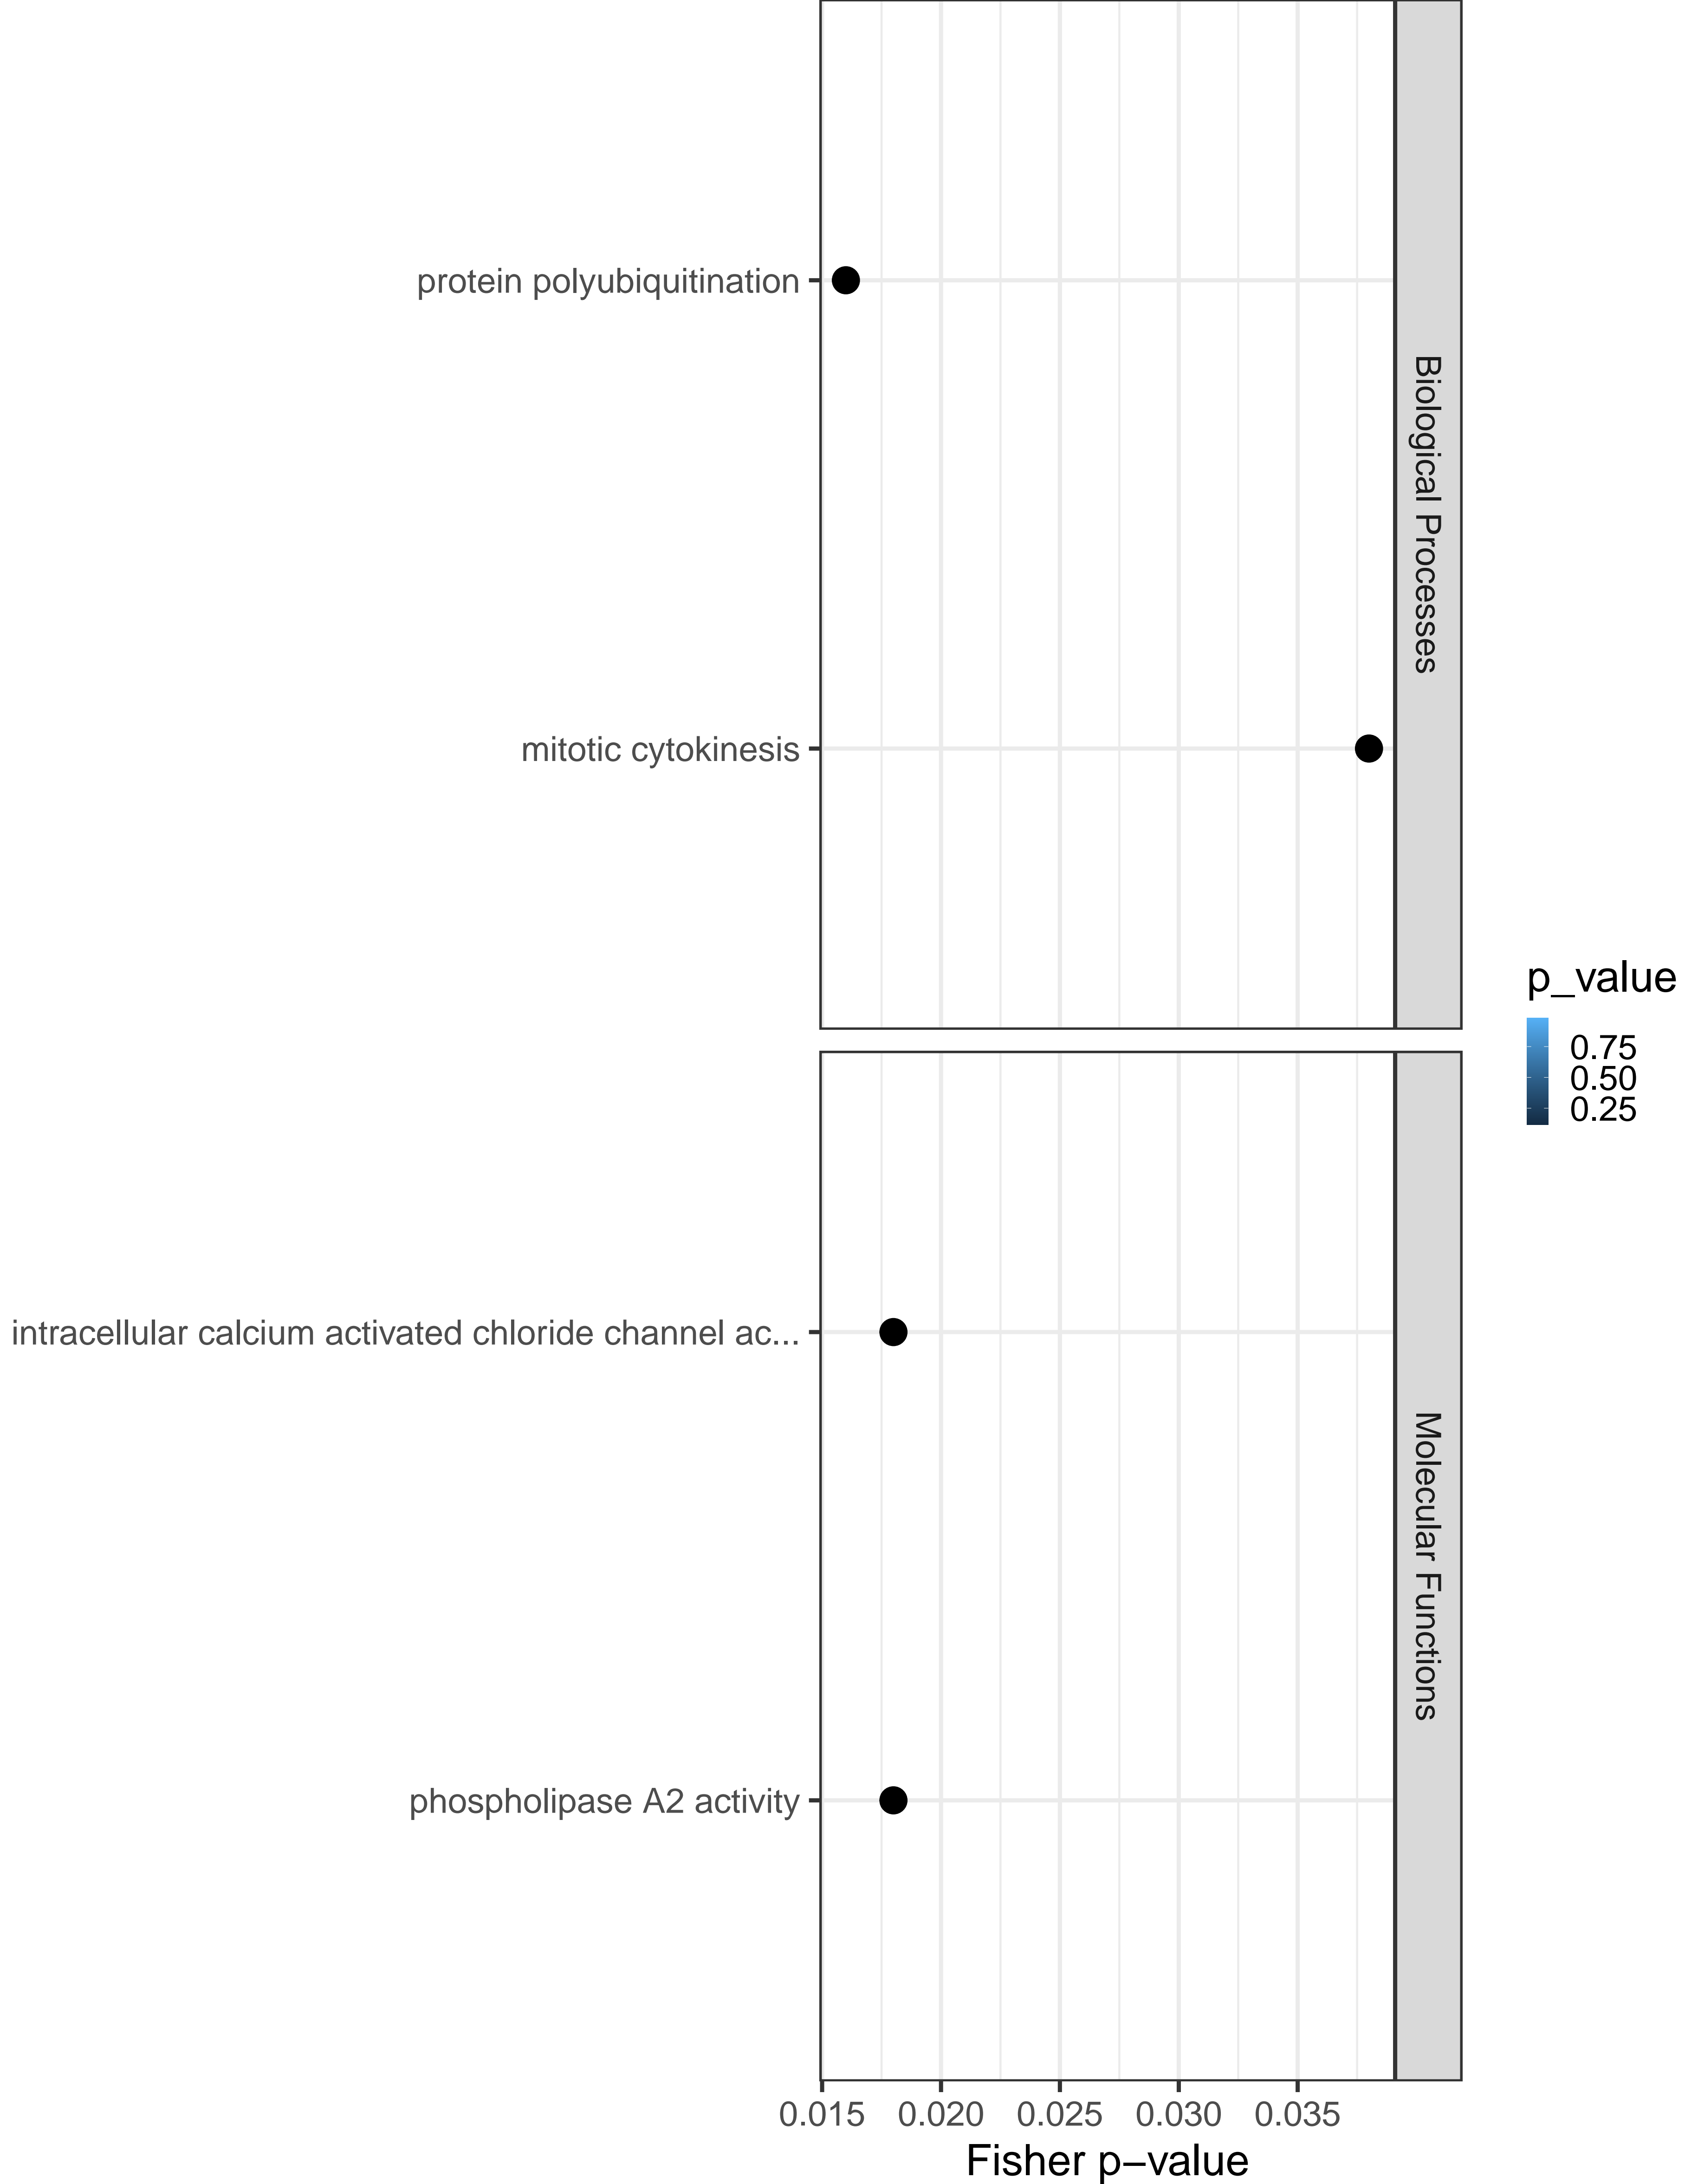 protein polyubiquitination
mitotic cytokinesis
Biological Processes
intracellular calcium activated chloride channel ac...
phospholipase A2 activity
Molecular Functions
0.015 0.020 0.025 0.030 0.035
Fisher p−value
p_value
0.75
0.50
0.25